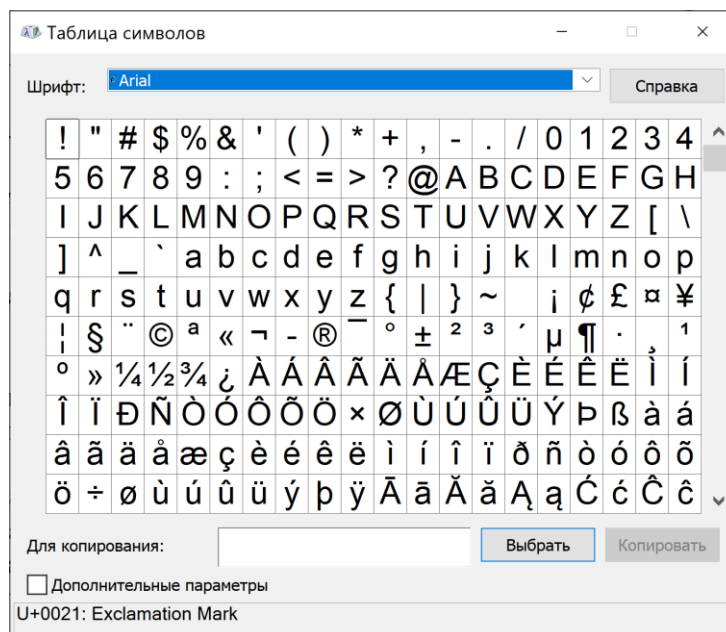 Таблица символов
Шрифт: Arial Справка
! " # $ % & ' ( ) * + , - . / 0 1 2 3 4
5 6 7 8 9 : ; < = > ? @ A B C D E F G H
I J K L M N O P Q R S T U V W X Y Z [ \
] ^ _ ` a b c d e f g h i j k l m n o p
q r s t u v w x y z { | } ~ ¡ ¢ £ ¤ ¥
¦ § ¨ © ª « ¬ - ® ¯ ° ± ² ³ ´ µ ¶ · ¸ ¹
º » ¼ ½ ¾ ¿ À Á Â Ã Ä Å Æ Ç È É Ê Ë Ì Í
Î Ï Ð Ñ Ò Ó Ô Õ Ö × Ø Ù Ú Û Ü Ý Þ ß à á
â ã ä å æ ç è é ê ë ì í î ï ð ñ ò ó ô õ
ö ÷ ø ù ú û ü ý þ ÿ Ā ā Ă ă Ą ą Ć ć Ĉ ĉ
Для копирования: Выбрать Копировать
Дополнительные параметры
U+0021: Exclamation Mark